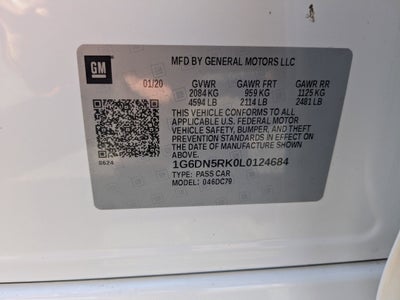 GM
MFD BY GENERAL MOTORS LLC
01/20 GVWR GAWR FRT GAWR RR
2084 KG 959 KG 1125 KG
4594 LB 2114 LB 2481 LB
THIS VEHICLE CONFORMS TO ALL
APPLICABLE U.S. FEDERAL MOTOR
VEHICLE SAFETY, BUMPER, AND THEFT
PREVENTION STANDARDS IN EFFECT ON
THE DATE OF MANUFACTURE SHOWN
ABOVE.
8624
1G6DN5RK0L0124684
TYPE: PASS CAR
MODEL: 046DC79